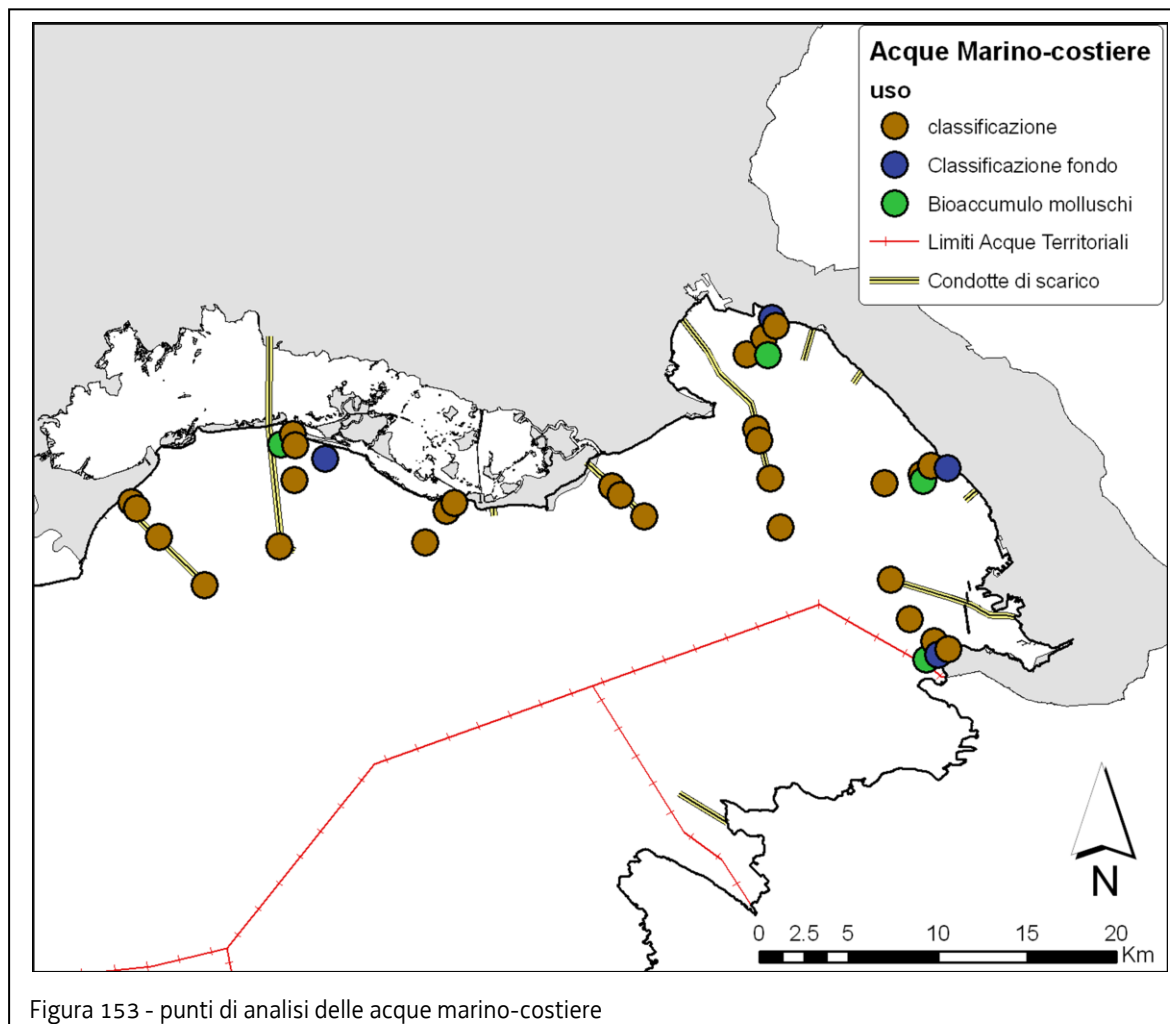 Acque Marino-costiere
uso
classificazione
Classificazione fondo
Bioaccumulo molluschi
Limiti Acque Territoriali
Condotte di scarico
N
0 2.5 5 10 15 20
Km
Figura 153 - punti di analisi delle acque marino-costiere